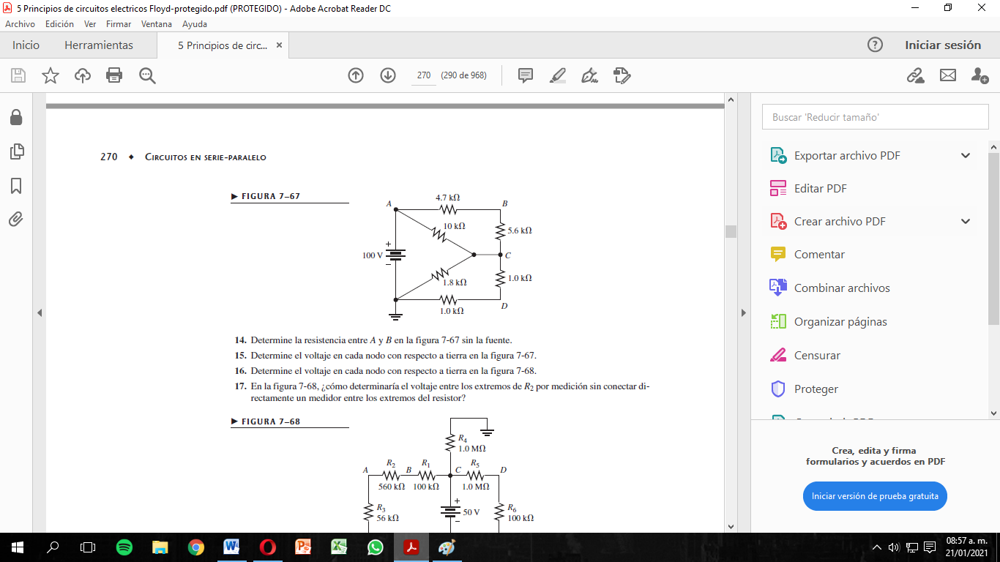 5 Principios de circuitos electricos Floyd-protegido.pdf (PROTEGIDO) - Adobe Acrobat Reader DC
Archivo Edición Ver Firmar Ventana Ayuda
Inicio Herramientas 5 Principios de circ... × Iniciar sesión
270 (290 de 968)
Buscar 'Reducir tamaño'
Exportar archivo PDF
Editar PDF
Crear archivo PDF
Comentar
Combinar archivos
Organizar páginas
Censurar
Proteger
Crea, edita y firma
formularios y acuerdos en PDF
Iniciar versión de prueba gratuita
270 ◆ CIRCUITOS EN SERIE-PARALELO
▶ FIGURA 7–67
4.7 kΩ
A B
10 kΩ
5.6 kΩ
+
100 V
–
C
1.8 kΩ
1.0 kΩ
1.0 kΩ
D
14. Determine la resistencia entre A y B en la figura 7-67 sin la fuente.
15. Determine el voltaje en cada nodo con respecto a tierra en la figura 7-67.
16. Determine el voltaje en cada nodo con respecto a tierra en la figura 7-68.
17. En la figura 7-68, ¿cómo determinaría el voltaje entre los extremos de R2 por medición sin conectar di-
rectamente un medidor entre los extremos del resistor?
▶ FIGURA 7–68
R4
1.0 MΩ
A R2 B R1 C R5 D
560 kΩ 100 kΩ 1.0 MΩ
R3
56 kΩ
+
50 V
–
R6
100 kΩ
08:57 a. m.
21/01/2021